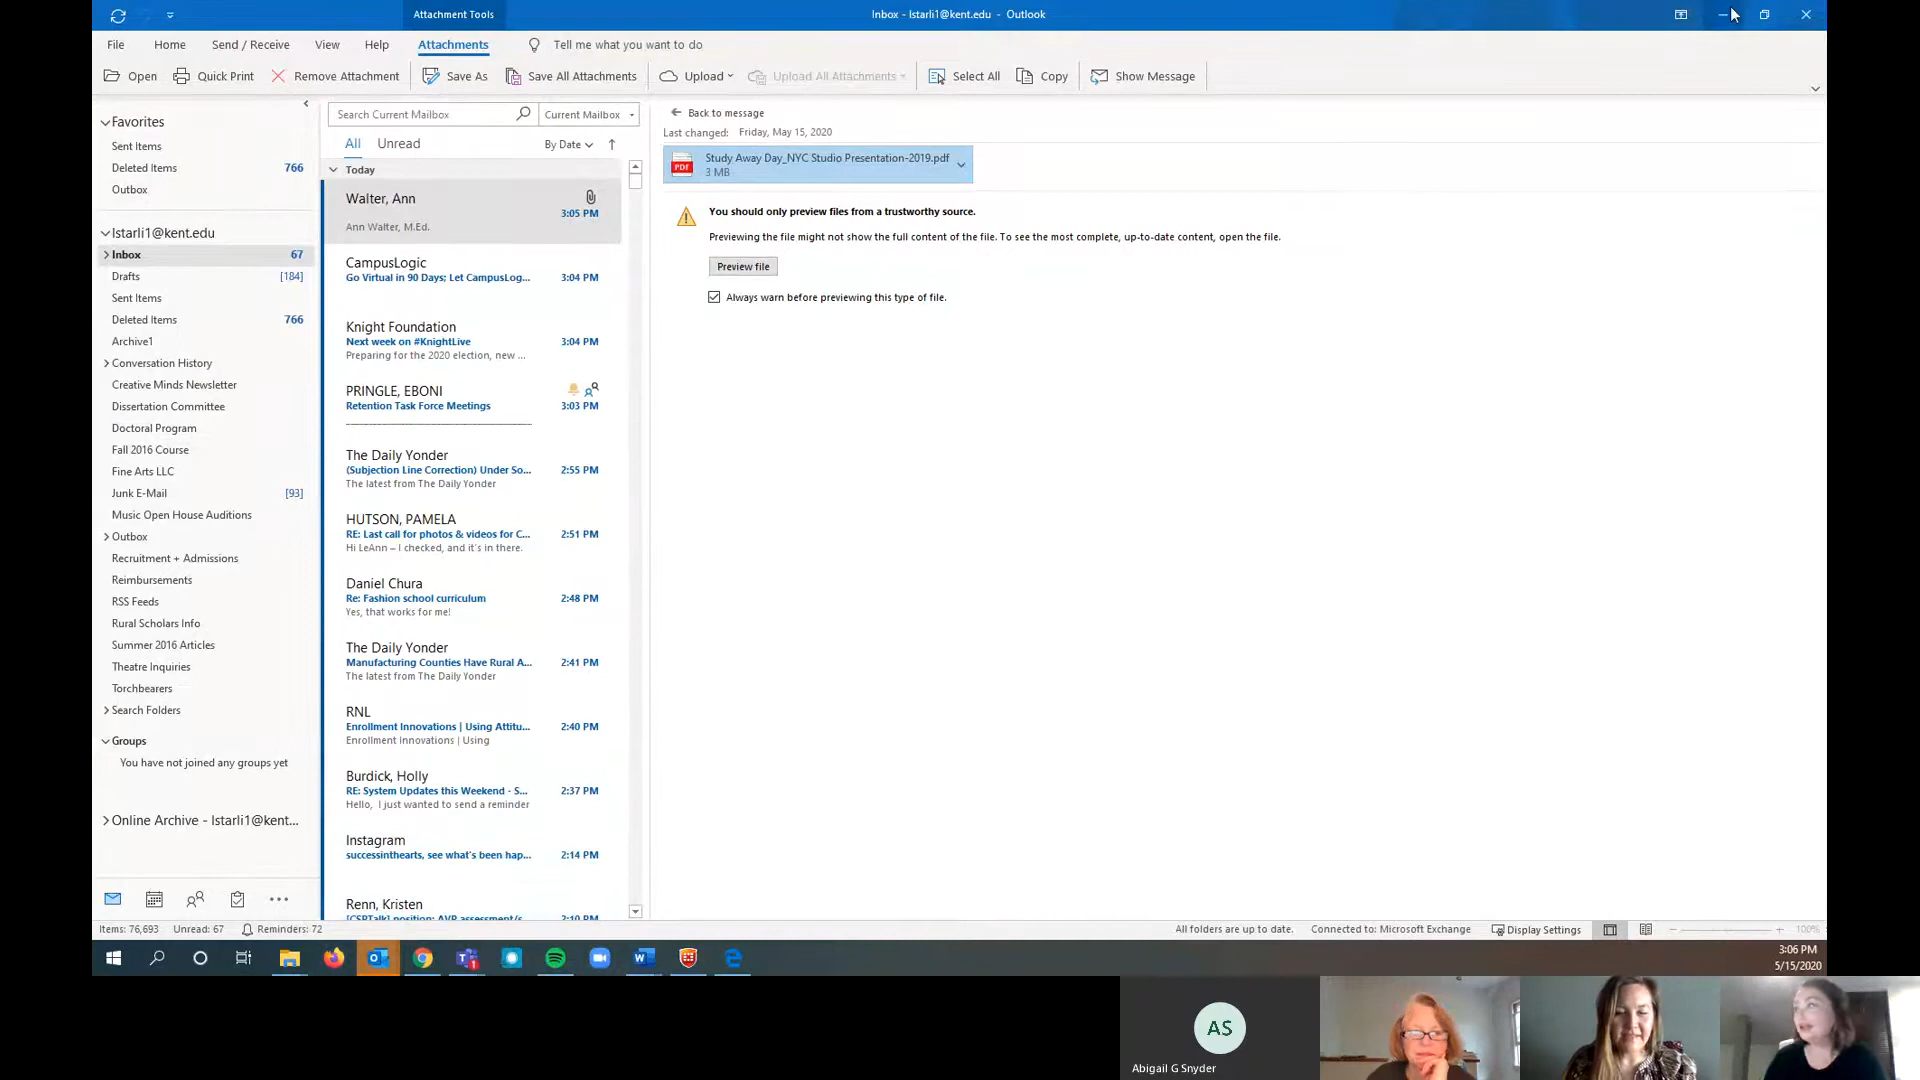 Attachment Tools
Inbox - lstarli1@kent.edu - Outlook
File Home Send / Receive View Help Attachments Tell me what you want to do
Open Quick Print Remove Attachment Save As Save All Attachments Upload Upload All Attachments Select All Copy Show Message
Favorites
Sent Items
Deleted Items 766
Outbox
lstarli1@kent.edu
Inbox 67
Drafts [184]
Sent Items
Deleted Items 766
Archive1
Conversation History
Creative Minds Newsletter
Dissertation Committee
Doctoral Program
Fall 2016 Course
Fine Arts LLC
Junk E-Mail [93]
Music Open House Auditions
Outbox
Recruitment + Admissions
Reimbursements
RSS Feeds
Rural Scholars Info
Summer 2016 Articles
Theatre Inquiries
Torchbearers
Search Folders
Groups
You have not joined any groups yet
Online Archive - lstarli1@kent...
Search Current Mailbox Current Mailbox
All Unread By Date
Today
Walter, Ann
3:05 PM
Ann Walter, M.Ed.
CampusLogic
Go Virtual in 90 Days; Let CampusLog... 3:04 PM
Knight Foundation
Next week on #KnightLive 3:04 PM
Preparing for the 2020 election, new ...
PRINGLE, EBONI
Retention Task Force Meetings 3:03 PM
The Daily Yonder
(Subjection Line Correction) Under So... 2:55 PM
The latest from The Daily Yonder
HUTSON, PAMELA
RE: Last call for photos & videos for C... 2:51 PM
Hi LeAnn – I checked, and it's in there.
Daniel Chura
Re: Fashion school curriculum 2:48 PM
Yes, that works for me!
The Daily Yonder
Manufacturing Counties Have Rural A... 2:41 PM
The latest from The Daily Yonder
RNL
Enrollment Innovations | Using Attitu... 2:40 PM
Enrollment Innovations | Using
Burdick, Holly
RE: System Updates this Weekend - S... 2:37 PM
Hello, I just wanted to send a reminder
Instagram
successinthearts, see what's been hap... 2:14 PM
Renn, Kristen
[CSPTalk] position: AVP assessment/s... 2:10 PM
Back to message
Last changed: Friday, May 15, 2020
PDF
Study Away Day_NYC Studio Presentation-2019.pdf
3 MB
You should only preview files from a trustworthy source.
Previewing the file might not show the full content of the file. To see the most complete, up-to-date content, open the file.
Preview file
Always warn before previewing this type of file.
Items: 76,693 Unread: 67 Reminders: 72 All folders are up to date. Connected to: Microsoft Exchange Display Settings 100%
3:06 PM
5/15/2020
AS
Abigail G Snyder